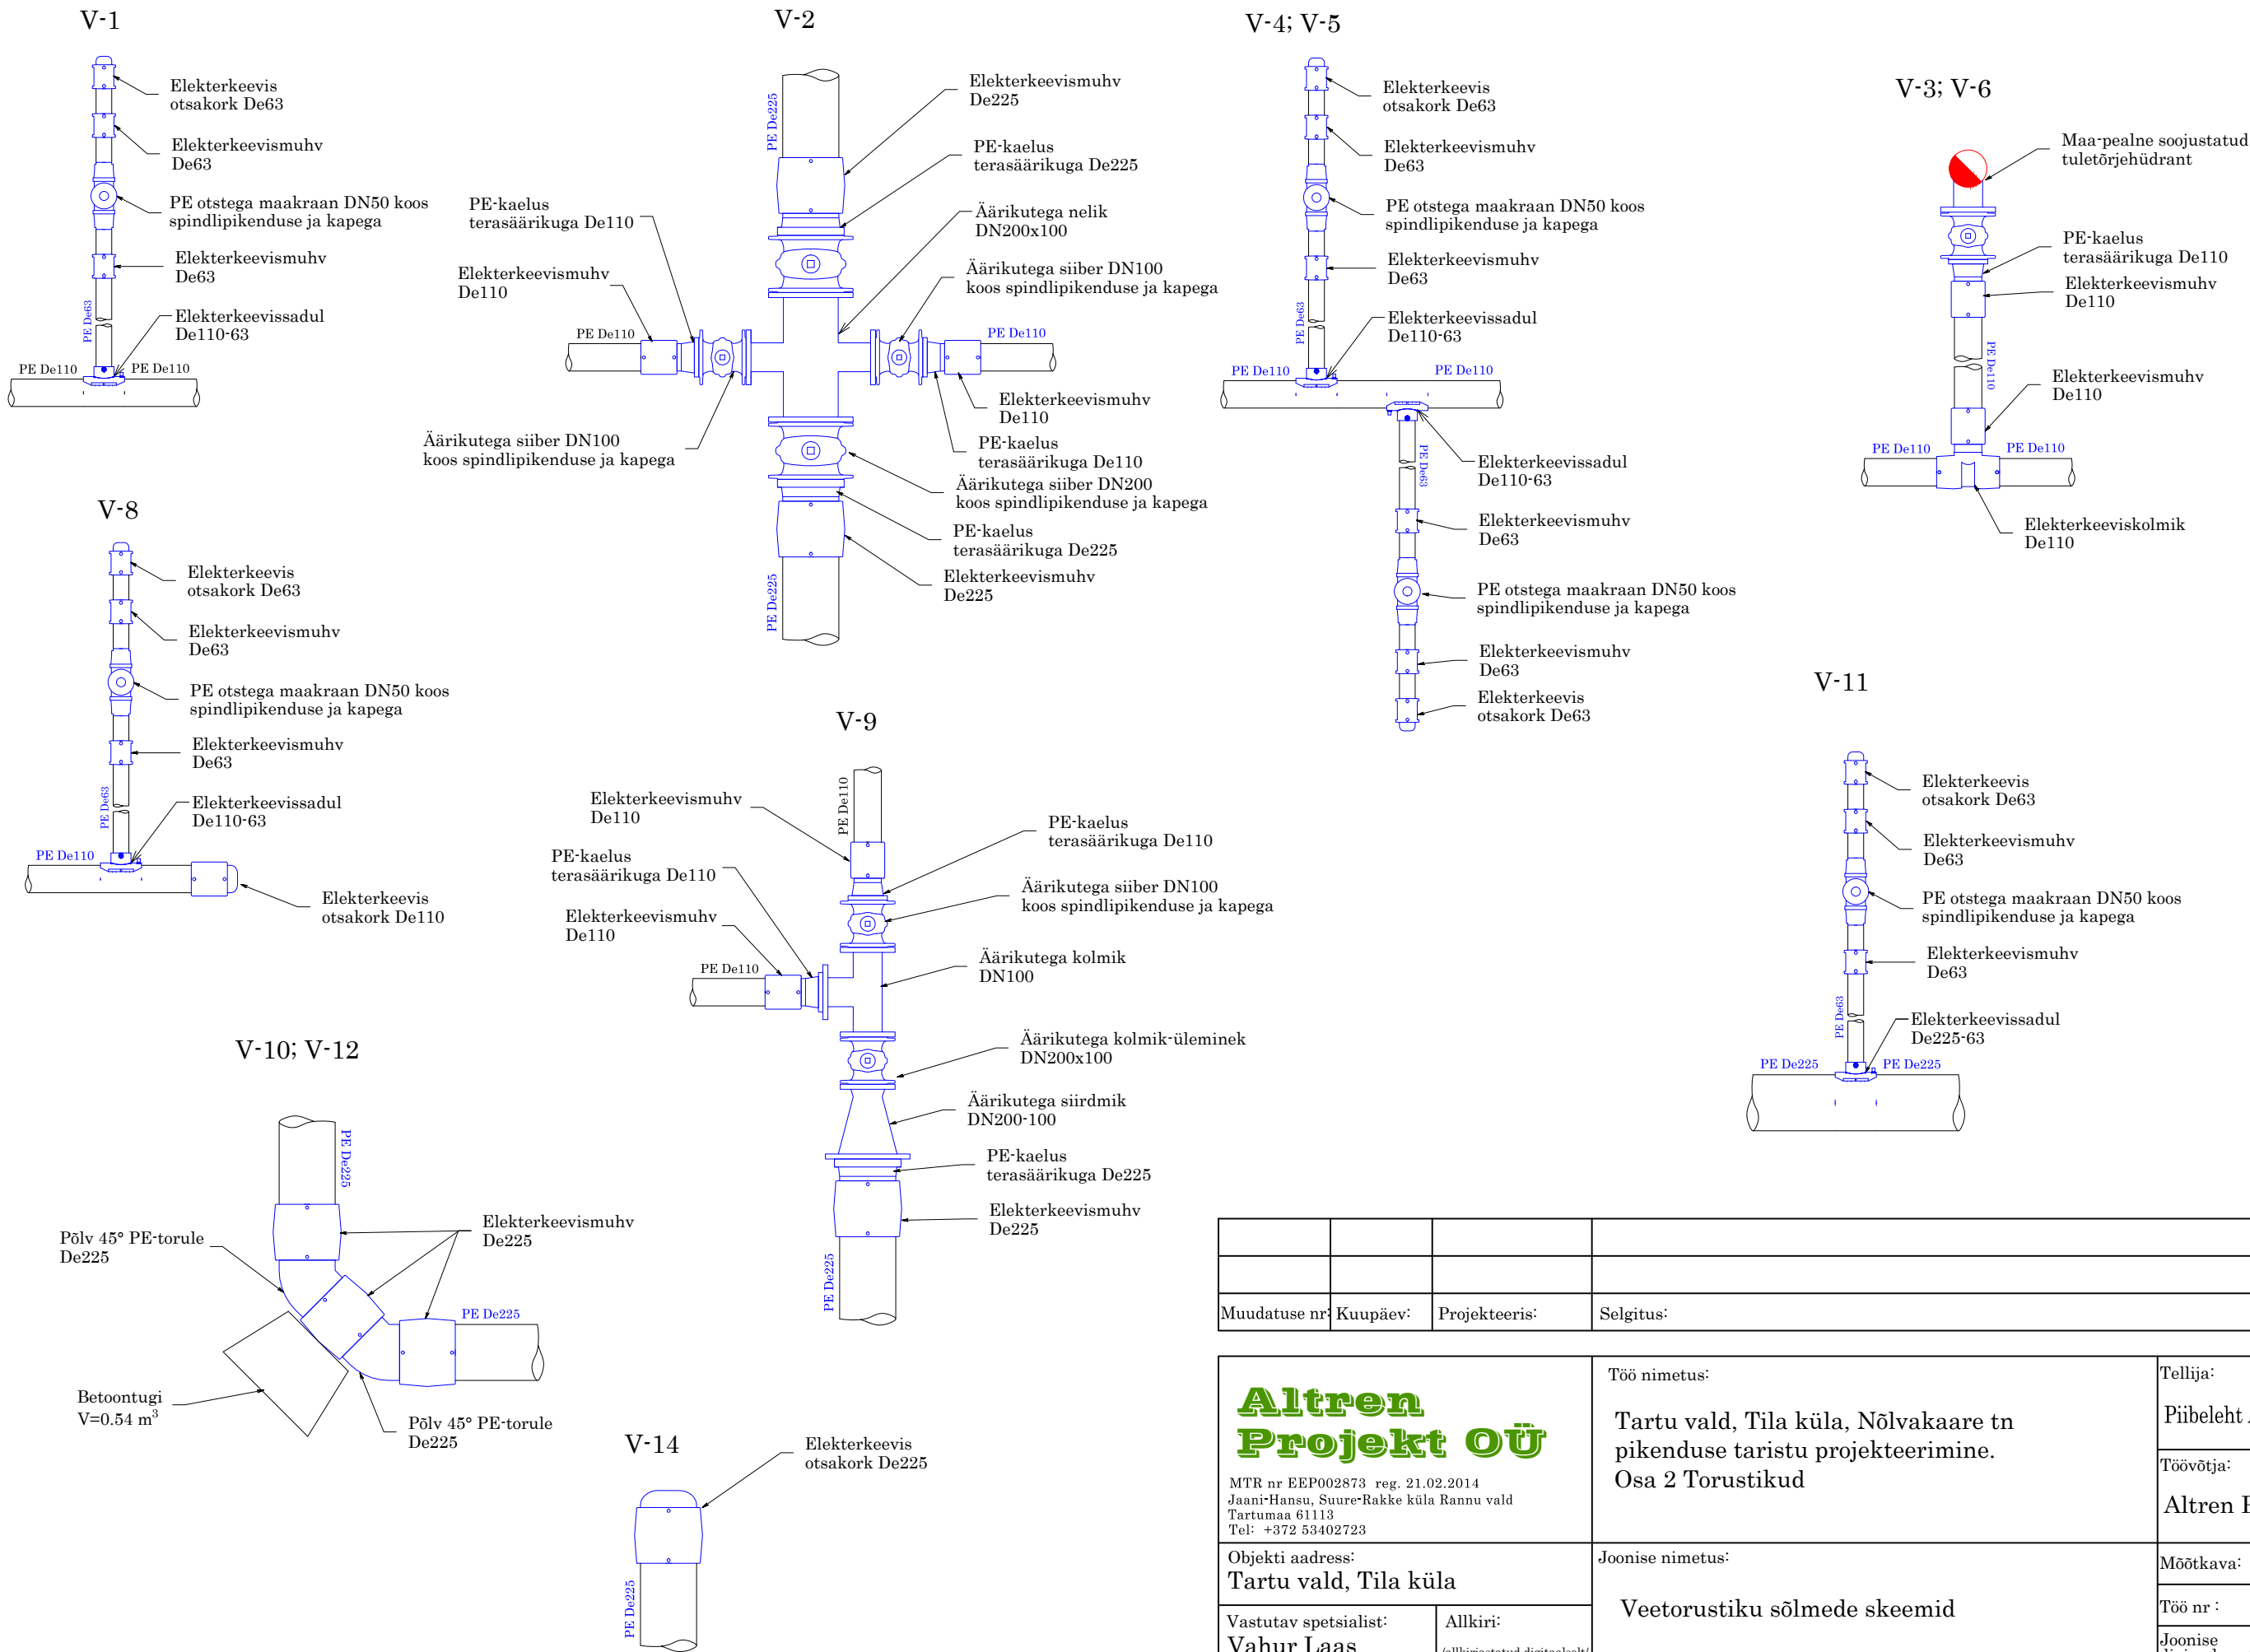 V-1
Elekterkeevis
otsakork De63
Elekterkeevismuhv
De63
PE otstega maakraan DN50 koos
spindlipikenduse ja kapega
Elekterkeevismuhv
De63
PE De63
Elekterkeevissadul
De110-63
PE De110
PE De110
V-2
PE De225
Elekterkeevismuhv
De225
PE-kaelus
terasäärikuga De225
PE-kaelus
terasäärikuga De110
Äärikutega nelik
DN200x100
Elekterkeevismuhv
De110
Äärikutega siiber DN100
koos spindlipikenduse ja kapega
PE De110
PE De110
Elekterkeevismuhv
De110
Äärikutega siiber DN100
koos spindlipikenduse ja kapega
PE-kaelus
terasäärikuga De110
Äärikutega siiber DN200
koos spindlipikenduse ja kapega
PE-kaelus
terasäärikuga De225
Elekterkeevismuhv
De225
PE De225
V-4; V-5
Elekterkeevis
otsakork De63
Elekterkeevismuhv
De63
PE otstega maakraan DN50 koos
spindlipikenduse ja kapega
Elekterkeevismuhv
De63
PE De63
Elekterkeevissadul
De110-63
PE De110
PE De110
PE De63
Elekterkeevissadul
De110-63
Elekterkeevismuhv
De63
PE otstega maakraan DN50 koos
spindlipikenduse ja kapega
Elekterkeevismuhv
De63
Elekterkeevis
otsakork De63
V-3; V-6
Maa-pealne soojustatud
tuletõrjehüdrant
PE-kaelus
terasäärikuga De110
Elekterkeevismuhv
De110
PE De110
Elekterkeevismuhv
De110
PE De110
PE De110
Elekterkeeviskolmik
De110
V-8
Elekterkeevis
otsakork De63
Elekterkeevismuhv
De63
PE otstega maakraan DN50 koos
spindlipikenduse ja kapega
Elekterkeevismuhv
De63
PE De63
Elekterkeevissadul
De110-63
PE De110
Elekterkeevis
otsakork De110
V-9
PE De110
Elekterkeevismuhv
De110
PE-kaelus
terasäärikuga De110
PE-kaelus
terasäärikuga De110
Äärikutega siiber DN100
koos spindlipikenduse ja kapega
Elekterkeevismuhv
De110
Äärikutega kolmik
DN100
PE De110
Äärikutega kolmik-üleminek
DN200x100
Äärikutega siirdmik
DN200-100
PE-kaelus
terasäärikuga De225
Elekterkeevismuhv
De225
PE De225
V-11
Elekterkeevis
otsakork De63
Elekterkeevismuhv
De63
PE otstega maakraan DN50 koos
spindlipikenduse ja kapega
Elekterkeevismuhv
De63
PE De63
Elekterkeevissadul
De225-63
PE De225
PE De225
V-10; V-12
PE De225
Põlv 45° PE-torule
De225
Elekterkeevismuhv
De225
PE De225
Betoontugi
V=0.54 m³
Põlv 45° PE-torule
De225
V-14
Elekterkeevis
otsakork De225
PE De225
Muudatuse nr: Kuupäev: Projekteeris: Selgitus:
Altren
Projekt OÜ
MTR nr EEP002873 reg. 21.02.2014
Jaani-Hansu, Suure-Rakke küla Rannu vald
Tartumaa 61113
Tel: +372 53402723
Töö nimetus:
Tartu vald, Tila küla, Nõlvakaare tn
pikenduse taristu projekteerimine.
Osa 2 Torustikud
Tellija:
Piibeleht
Töövõtja:
Altren
Objekti aadress:
Tartu vald, Tila küla
Joonise nimetus:
Veetorustiku sõlmede skeemid
Mõõtkava:
Töö nr :
Joonise
Vastutav spetsialist:
Vahur Laas
Allkiri:
/allkirjastatud digitaalselt/